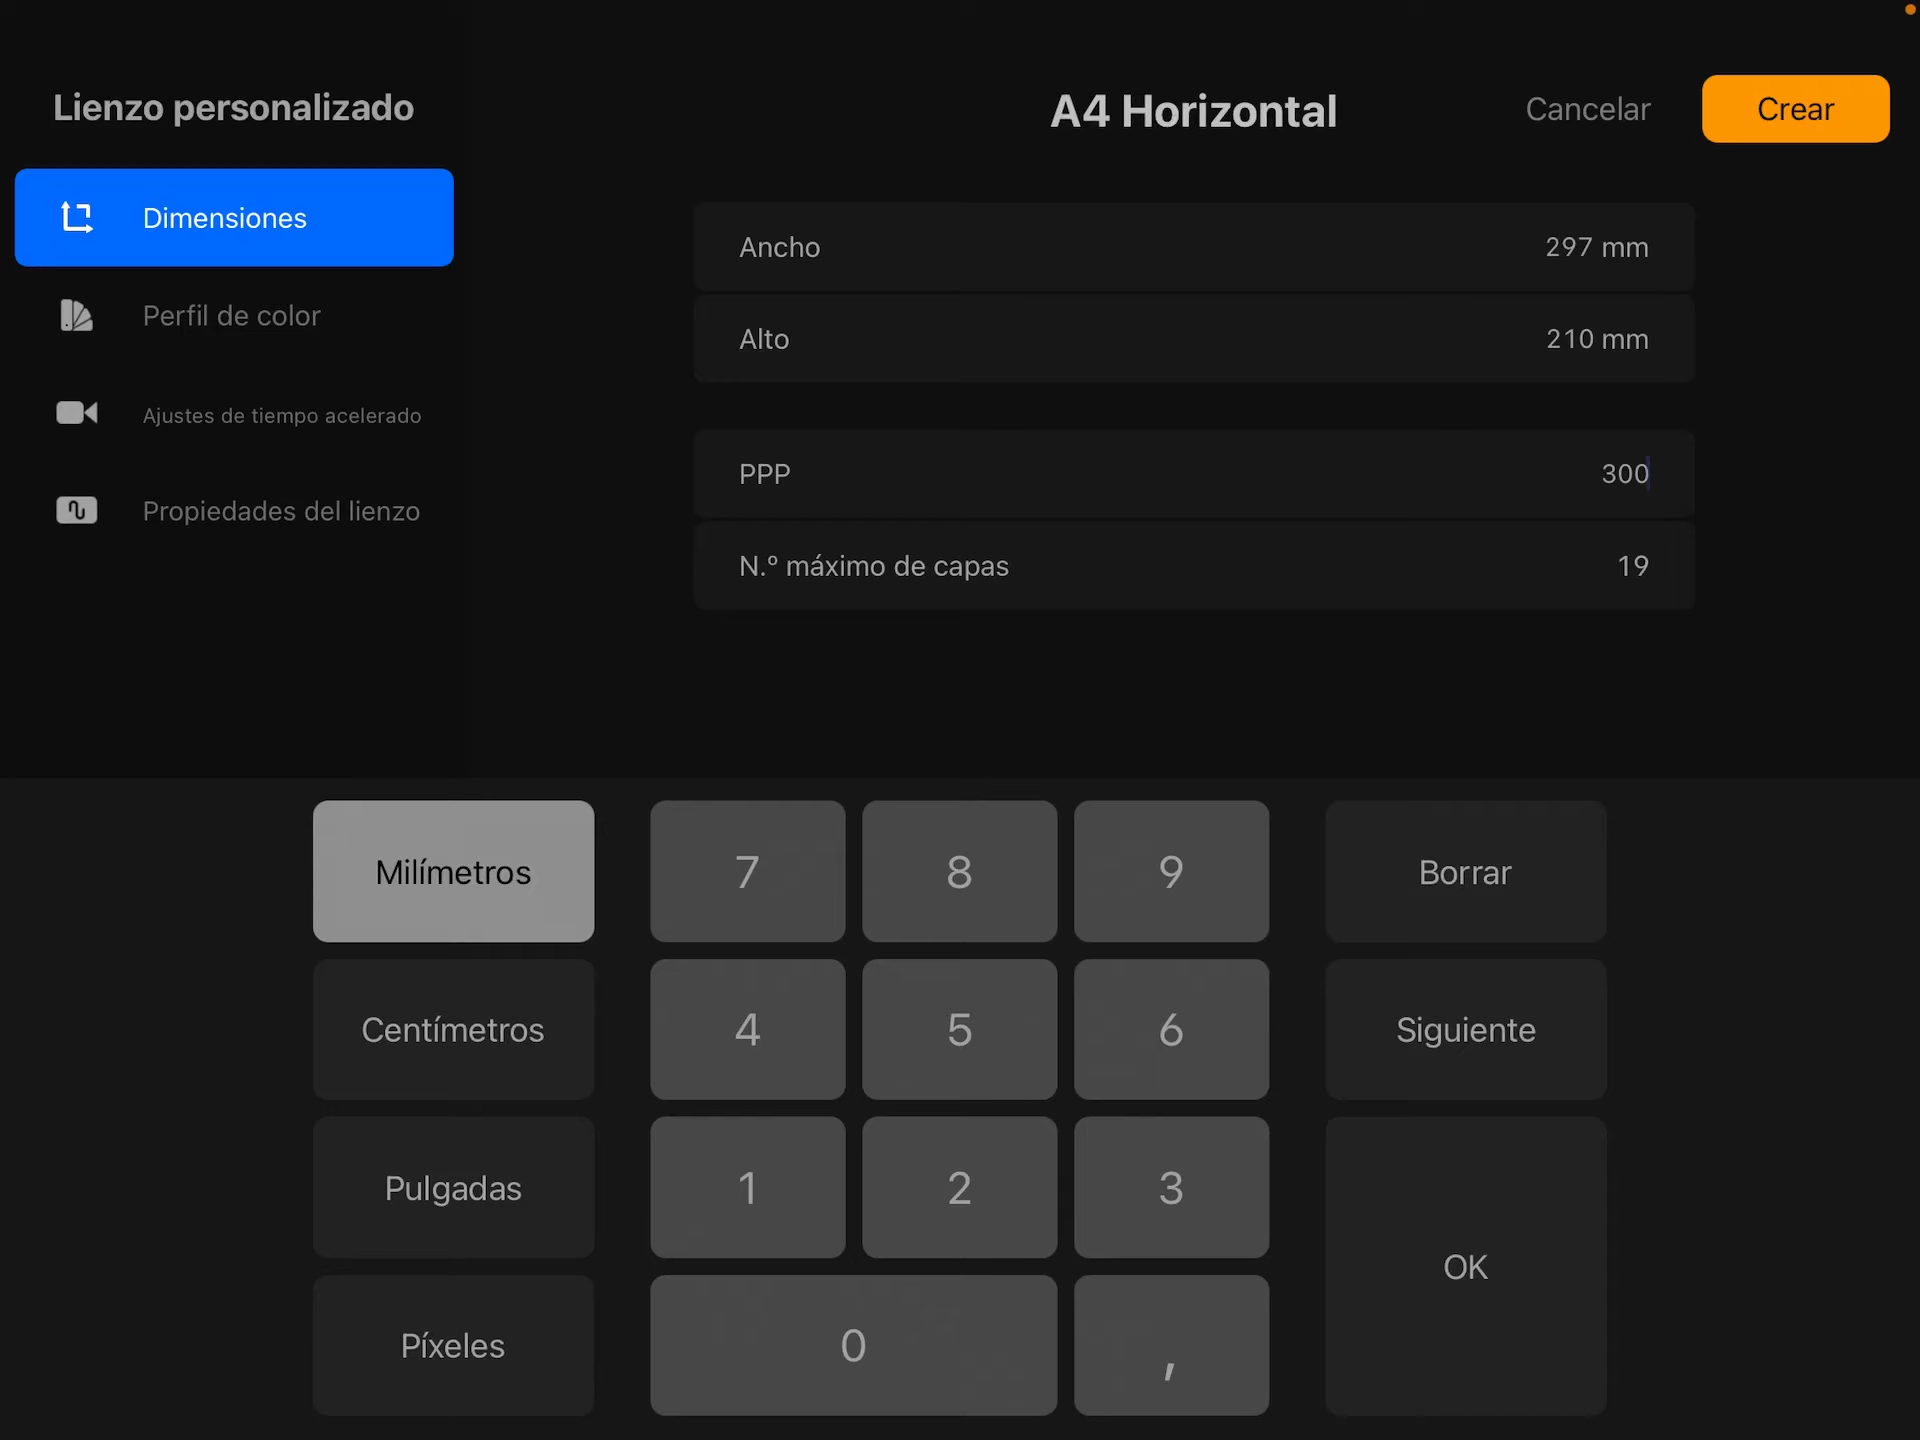 Lienzo personalizado
A4 Horizontal
Cancelar
Crear
Dimensiones
Perfil de color
Ajustes de tiempo acelerado
Propiedades del lienzo
Ancho 297 mm
Alto 210 mm
PPP 300
N.º máximo de capas 19
Milímetros 7 8 9 Borrar
Centímetros 4 5 6 Siguiente
Pulgadas 1 2 3 OK
Píxeles 0 ,